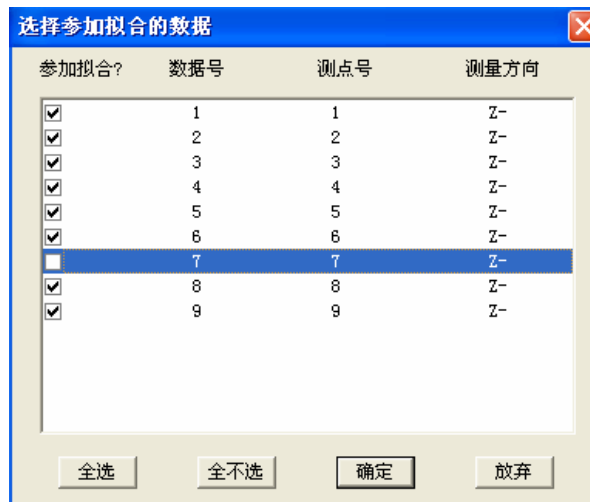 选择参加拟合的数据
参加拟合? 数据号 测点号 测量方向
1 1 Z-
2 2 Z-
3 3 Z-
4 4 Z-
5 5 Z-
6 6 Z-
7 7 Z-
8 8 Z-
9 9 Z-
全选 全不选 确定 放弃